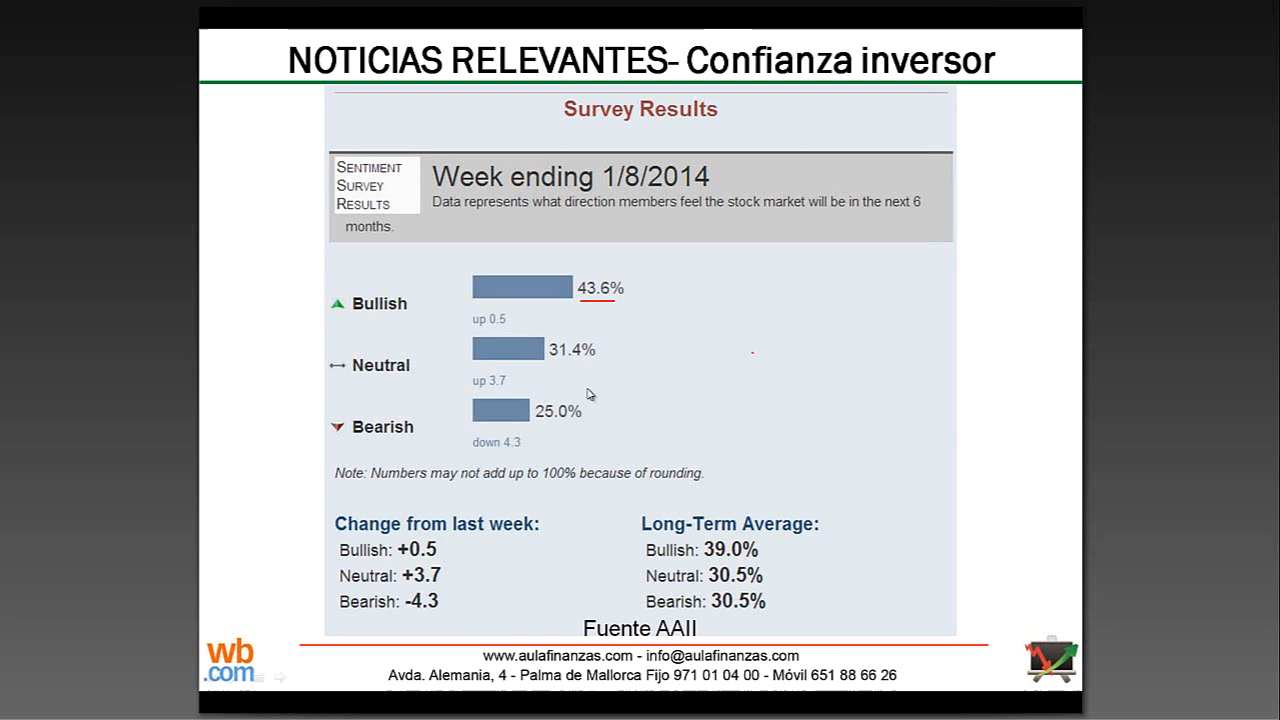 NOTICIAS RELEVANTES- Confianza inversor
Survey Results
SENTIMENT
SURVEY
RESULTS
Week ending 1/8/2014
Data represents what direction members feel the stock market will be in the next 6
months.
Bullish
43.6%
up 0.5
Neutral
31.4%
up 3.7
Bearish
25.0%
down 4.3
Note: Numbers may not add up to 100% because of rounding.
Change from last week:
Bullish: +0.5
Neutral: +3.7
Bearish: -4.3
Long-Term Average:
Bullish: 39.0%
Neutral: 30.5%
Bearish: 30.5%
Fuente AAII
wb
.com
www.aulafinanzas.com - info@aulafinanzas.com
Avda. Alemania, 4 - Palma de Mallorca Fijo 971 01 04 00 - Móvil 651 88 66 26